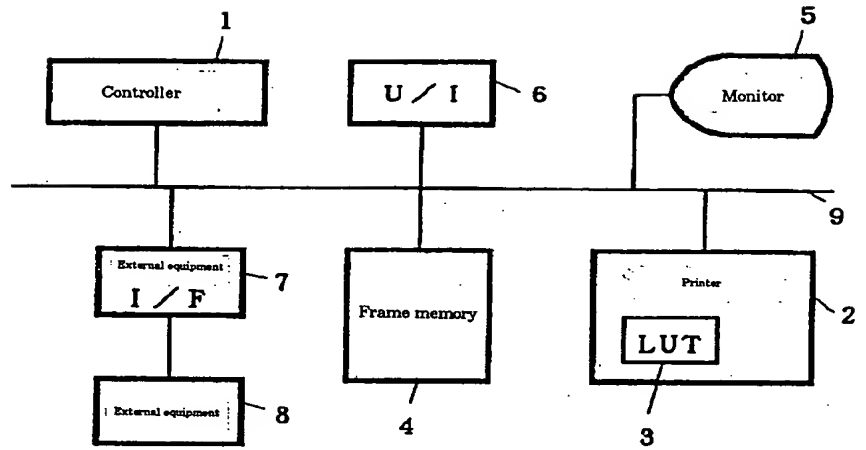 1
5
Controller
U / I
6
Monitor
9
External equipment
7
I / F
Frame memory
Printer
2
LUT
External equipment
8
4
3